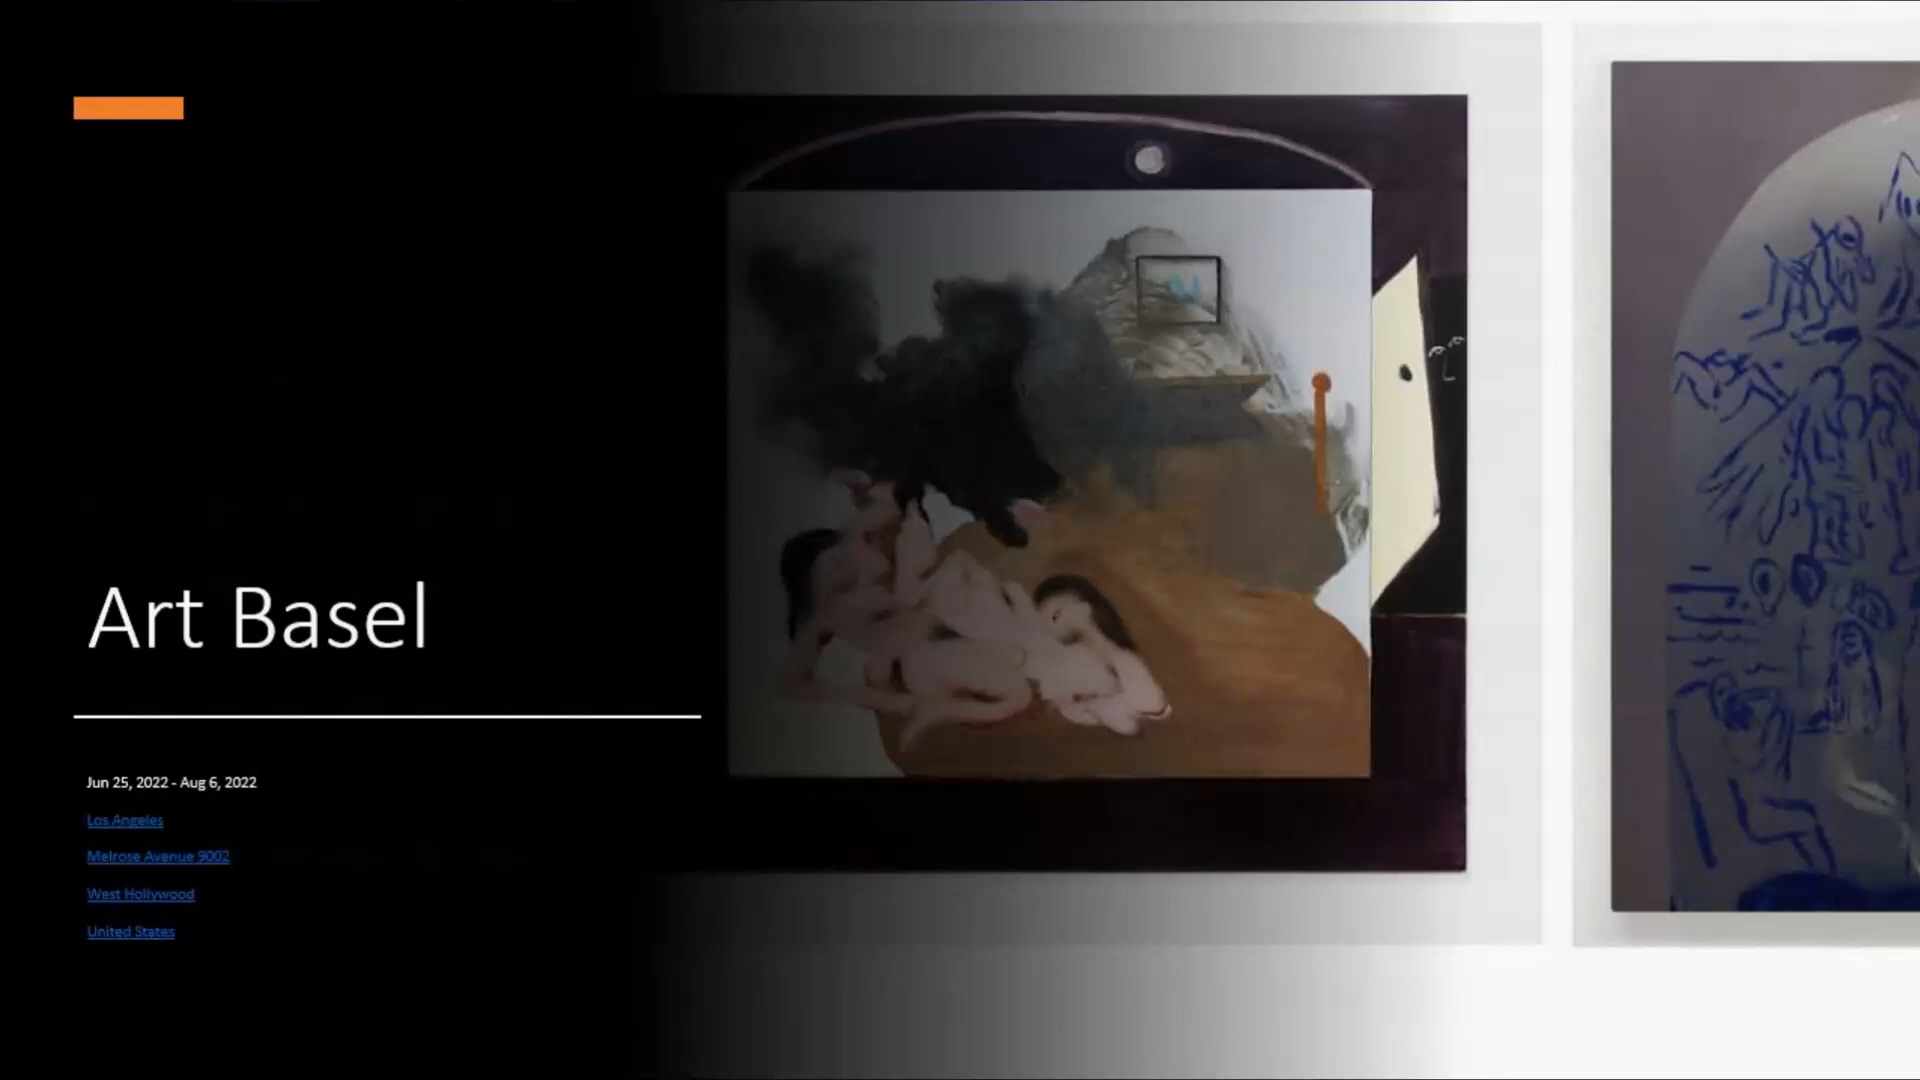 Art Basel
Jun 25, 2022 - Aug 6, 2022
Los Angeles
Melrose Avenue 9002
West Hollywood
United States